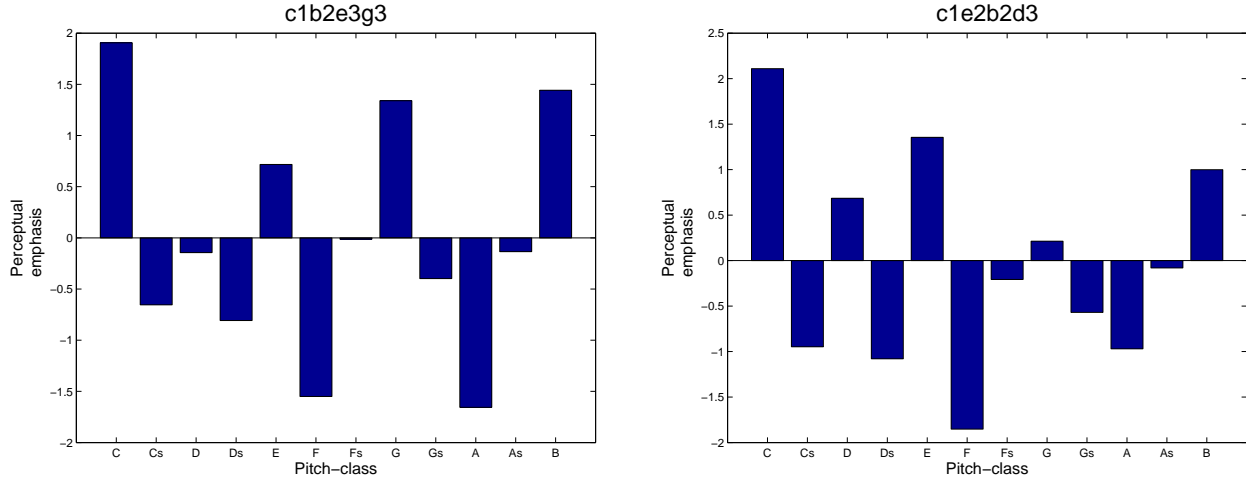 c1b2e3g3
2
1.5
1
0.5
0
−0.5
−1
−1.5
−2
Perceptual
emphasis
C Cs D Ds E F Fs G Gs A As B
Pitch−class
c1e2b2d3
2.5
2
1.5
1
0.5
0
−0.5
−1
−1.5
−2
Perceptual
emphasis
C Cs D Ds E F Fs G Gs A As B
Pitch−class